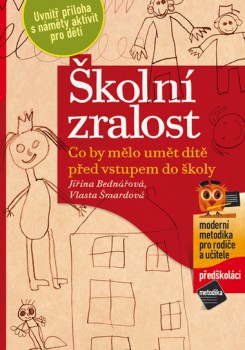 Uvnitř příloha
s náměty aktivit
pro děti
Školní
zralost
Co by mělo umět dítě
před vstupem do školy
Jiřina Bednářová,
Vlasta Šmardová
moderní
metodika
pro rodiče
a učitele
předškoláci
metodika